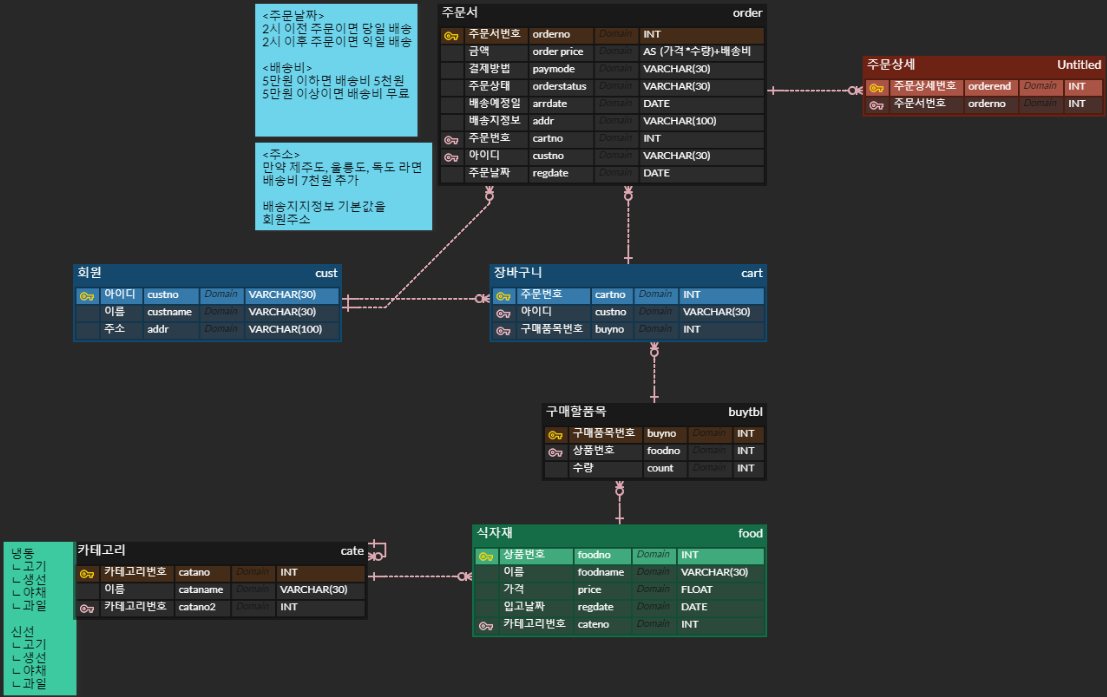 <주문날짜>
2시 이전 주문이면 당일 배송
2시 이후 주문이면 익일 배송
<배송비>
5만원 이하면 배송비 5천원
5만원 이상이면 배송비 무료
<주소>
만약 제주도, 울릉도, 독도 라면
배송비 7천원 추가
배송지지정보 기본값을
회원주소
주문서 order
주문서번호 orderno Domain INT
금액 order price Domain AS (가격*수량)+배송비
결제방법 paymode Domain VARCHAR(30)
주문상태 orderstatus Domain VARCHAR(30)
배송예정일 arrdate Domain DATE
배송지정보 addr Domain VARCHAR(100)
주문번호 cartno Domain INT
아이디 custno Domain VARCHAR(30)
주문날짜 regdate Domain DATE
주문상세 Untitled
주문상세번호 orderend Domain INT
주문서번호 orderno Domain INT
회원 cust
아이디 custno Domain VARCHAR(30)
이름 custname Domain VARCHAR(30)
주소 addr Domain VARCHAR(100)
장바구니 cart
주문번호 cartno Domain INT
아이디 custno Domain VARCHAR(30)
구매품목번호 buyno Domain INT
구매할품목 buytbl
구매품목번호 buyno Domain INT
상품번호 foodno Domain INT
수량 count Domain INT
식자재 food
상품번호 foodno Domain INT
이름 foodname Domain VARCHAR(30)
가격 price Domain FLOAT
입고날짜 regdate Domain DATE
카테고리번호 cateno Domain INT
카테고리 cate
카테고리번호 catano Domain INT
이름 cataname Domain VARCHAR(30)
카테고리번호 catano2 Domain INT
냉동
ㄴ고기
ㄴ생선
ㄴ야채
ㄴ과일
신선
ㄴ고기
ㄴ생선
ㄴ야채
ㄴ과일